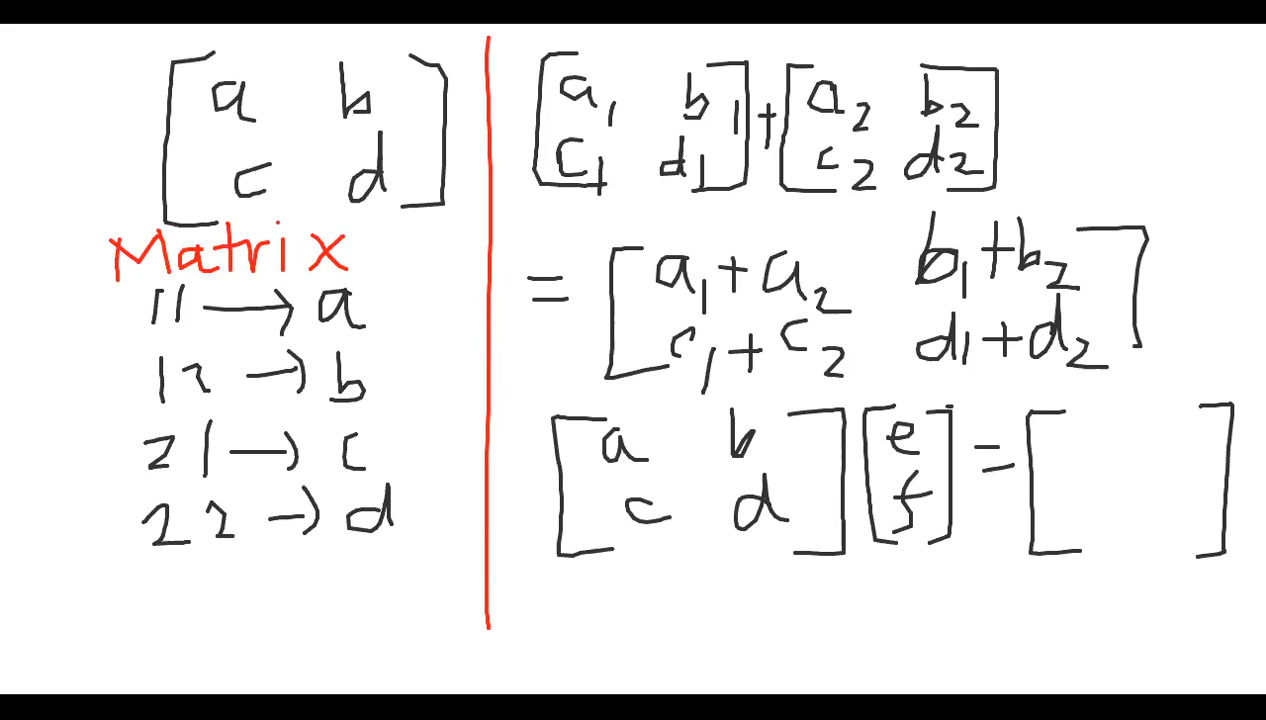 [a b
c d]
Matrix
11 → a
12 → b
21 → c
22 → d
[a₁ b₁
c₁ d₁] + [a₂ b₂
c₂ d₂]
= [a₁+a₂ b₁+b₂
c₁+c₂ d₁+d₂]
[a b
c d] [e
f] = [ ]